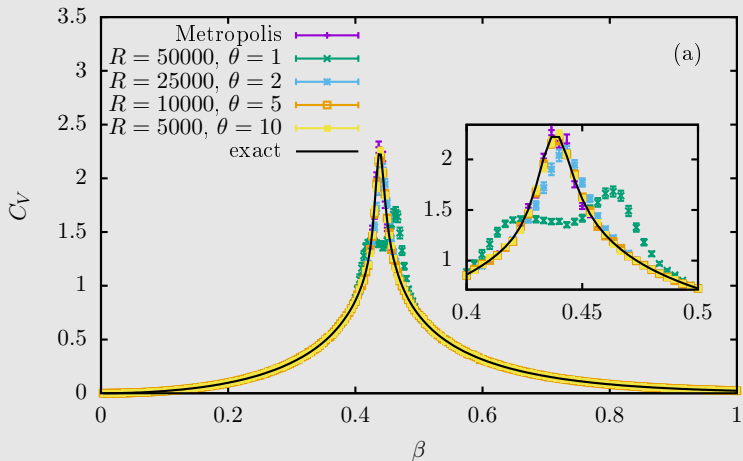 3.5
3
2.5
2
1.5
1
0.5
0
C_V
Metropolis
R = 50000, θ = 1
R = 25000, θ = 2
R = 10000, θ = 5
R = 5000, θ = 10
exact
(a)
2
1.5
1
0.4 0.45 0.5
0 0.2 0.4 0.6 0.8 1
β